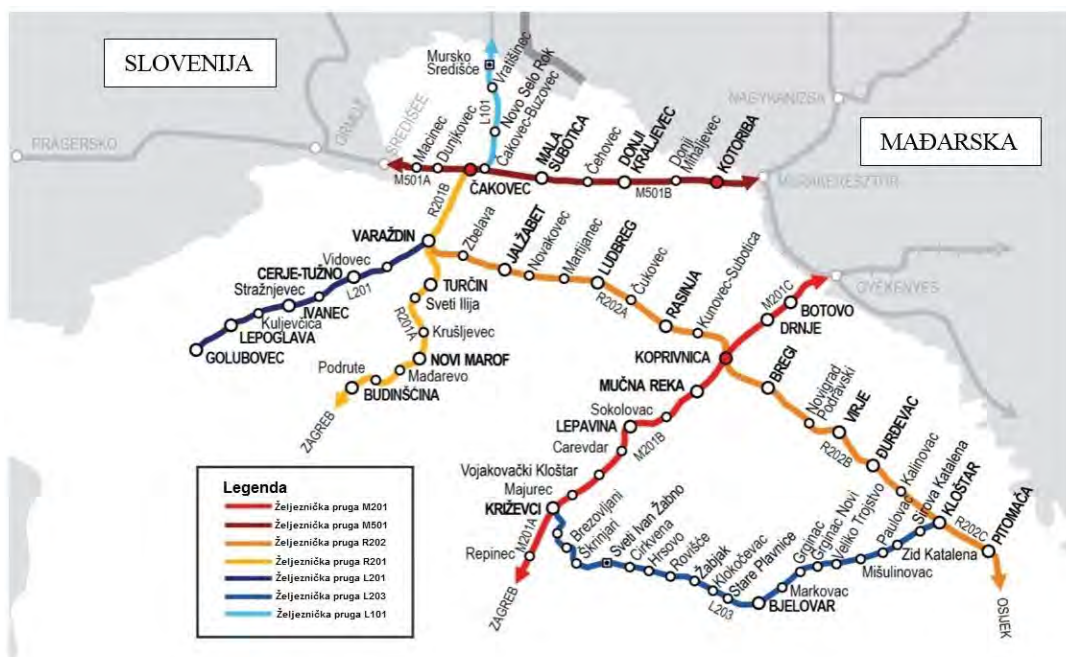 SLOVENIJA
MAĐARSKA
PRAGERSKO
ORMOŽ
SREDIŠČE
NAGYKANIZSA
MURAKERESZTUR
GYEKENYES
Mursko
Središće
Vratišinec
Novo Selo Rok
Čakovec-Buzovec
L101
Macinec
Dunjkovec
M501A
ČAKOVEC
MALA
SUBOTICA
Čehovec
DONJI
KRALJEVEC
M501B
Donji
Mihaljevec
KOTORIBA
R201B
VARAŽDIN
Vidovec
CERJE-TUŽNO
L201
Stražnjevec
IVANEC
Kuljevčica
LEPOGLAVA
GOLUBOVEC
TURČIN
Sveti Ilija
R201A
Krušljevec
NOVI MAROF
Mađarevo
Podrute
BUDINŠČINA
ZAGREB
Zbelava
JALŽABET
Novakovec
Martijanec
LUDBREG
R202A
Čukovec
RASINJA
Kunovec-Subotica
KOPRIVNICA
M201C
BOTOVO
DRNJE
MUČNA REKA
Sokolovac
LEPAVINA
M201B
Carevdar
Vojakovački Kloštar
Majurec
KRIŽEVCI
M201A
Repinec
ZAGREB
BREGI
Novigrad
Podravski
VIRJE
R202B
ĐURĐEVAC
Kalinovac
KLOŠTAR
R202C
PITOMAČA
OSIJEK
Brezovljani
Škrinjari
Sveti Ivan Žabno
Cirkvena
Hrsovo
Rovišće
Žabjak
Klokočevac
Stare Plavnice
L203
BJELOVAR
Markovac
Grginac
Grginac Novi
Veliko Trojstvo
Mišulinovac
Paulovac
Sirova Katalena
Zid Katalena
Legenda
Željeznička pruga M201
Željeznička pruga M501
Željeznička pruga R202
Željeznička pruga R201
Željeznička pruga L201
Željeznička pruga L203
Željeznička pruga L101